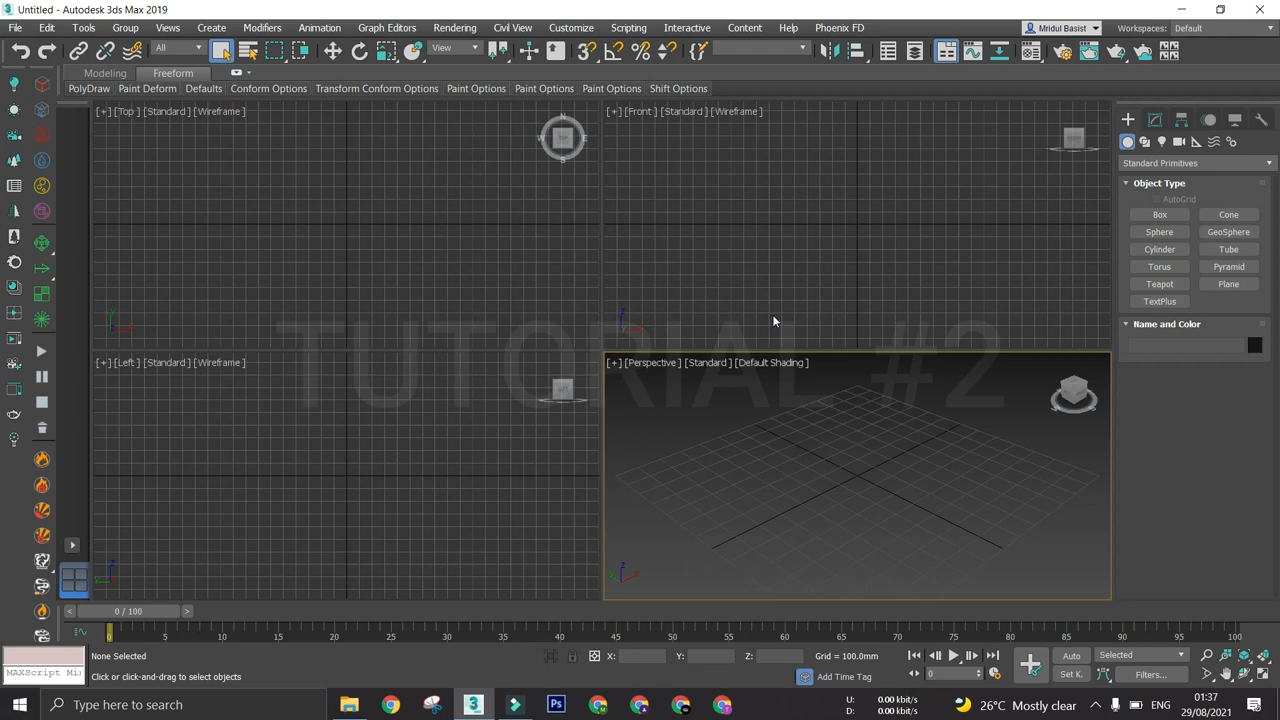 Untitled - Autodesk 3ds Max 2019
File Edit Tools Group Views Create Modifiers Animation Graph Editors Rendering Civil View Customize Scripting Interactive Content Phoenix FD Mridul Basist Workspaces: Default
All View
Modeling Freeform
PolyDraw Paint Deform Defaults Conform Options Transform Conform Options Paint Options Paint Options Paint Options Shift Options
[+] [Top ] [Standard ] [Wireframe ]
[+] [Front ] [Standard ] [Wireframe ]
N
W TOP E
S
Standard Primitives
Object Type
AutoGrid
Box Cone
Sphere GeoSphere
Cylinder Tube
Torus Pyramid
Teapot Plane
TextPlus
Name and Color
TUTORIAL #2
[+] [Left ] [Standard ] [Wireframe ]
[+] [Perspective ] [Standard ] [Default Shading ]
LEFT
< 0 / 100 >
0 5 10 15 20 25 30 35 40 45 50 55 60 65 70 75 80 85 90 95 100
None Selected X: Y: Z: Grid = 100.0mm Auto Selected
MAXScript Mi Click or click-and-drag to select objects Add Time Tag 0 Set K. Filters...
Type here to search
U: 0.00 kbit/s
D: 0.00 kbit/s
26°C Mostly clear ENG
01:37
29/08/2021